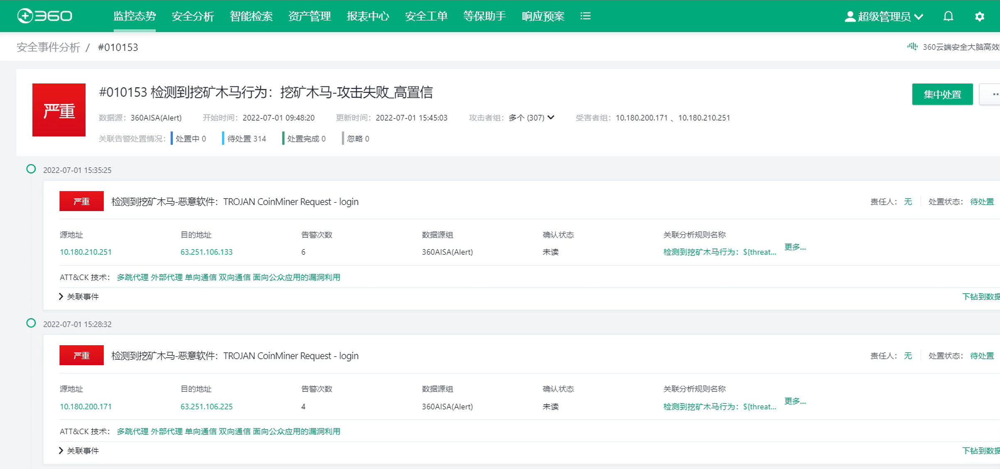 360 监控态势 安全分析 智能检索 资产管理 报表中心 安全工单 等保助手 响应预案 超级管理员
安全事件分析 / #010153 360云端安全大脑高效
严重
#010153 检测到挖矿木马行为：挖矿木马-攻击失败_高置信 集中处置 ··
数据源：360AISA(Alert) 开始时间：2022-07-01 09:48:20 更新时间：2022-07-01 15:45:03 攻击者组：多个 (307) 受害者组：10.180.200.171 、10.180.210.251
关联告警处置情况： 处置中 0 待处置 314 处置完成 0 忽略 0
2022-07-01 15:35:25
严重 检测到挖矿木马-恶意软件：TROJAN CoinMiner Request - login 责任人：无 处置状态：待处置
源地址 目的地址 告警次数 数据源组 确认状态 关联分析规则名称
10.180.210.251 63.251.106.133 6 360AISA(Alert) 未读 检测到挖矿木马行为：${threat... 更多....
ATT&CK 技术： 多跳代理 外部代理 单向通信 双向通信 面向公众应用的漏洞利用
关联事件 下钻到数据
2022-07-01 15:28:32
严重 检测到挖矿木马-恶意软件：TROJAN CoinMiner Request - login 责任人：无 处置状态：待处置
源地址 目的地址 告警次数 数据源组 确认状态 关联分析规则名称
10.180.200.171 63.251.106.225 4 360AISA(Alert) 未读 检测到挖矿木马行为：${threat... 更多....
ATT&CK 技术： 多跳代理 外部代理 单向通信 双向通信 面向公众应用的漏洞利用
关联事件 下钻到数据